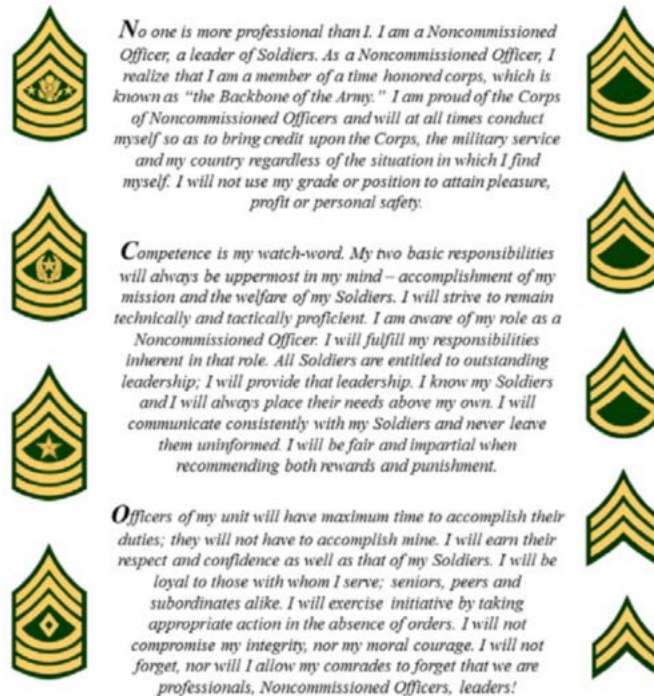 No one is more professional than I. I am a Noncommissioned
Officer, a leader of Soldiers. As a Noncommissioned Officer, I
realize that I am a member of a time honored corps, which is
known as “the Backbone of the Army.” I am proud of the Corps
of Noncommissioned Officers and will at all times conduct
myself so as to bring credit upon the Corps, the military service
and my country regardless of the situation in which I find
myself. I will not use my grade or position to attain pleasure,
profit or personal safety.
Competence is my watch-word. My two basic responsibilities
will always be uppermost in my mind – accomplishment of my
mission and the welfare of my Soldiers. I will strive to remain
technically and tactically proficient. I am aware of my role as a
Noncommissioned Officer. I will fulfill my responsibilities
inherent in that role. All Soldiers are entitled to outstanding
leadership; I will provide that leadership. I know my Soldiers
and I will always place their needs above my own. I will
communicate consistently with my Soldiers and never leave
them uninformed. I will be fair and impartial when
recommending both rewards and punishment.
Officers of my unit will have maximum time to accomplish their
duties; they will not have to accomplish mine. I will earn their
respect and confidence as well as that of my Soldiers. I will be
loyal to those with whom I serve; seniors, peers and
subordinates alike. I will exercise initiative by taking
appropriate action in the absence of orders. I will not
compromise my integrity, nor my moral courage. I will not
forget, nor will I allow my comrades to forget that we are
professionals, Noncommissioned Officers, leaders!